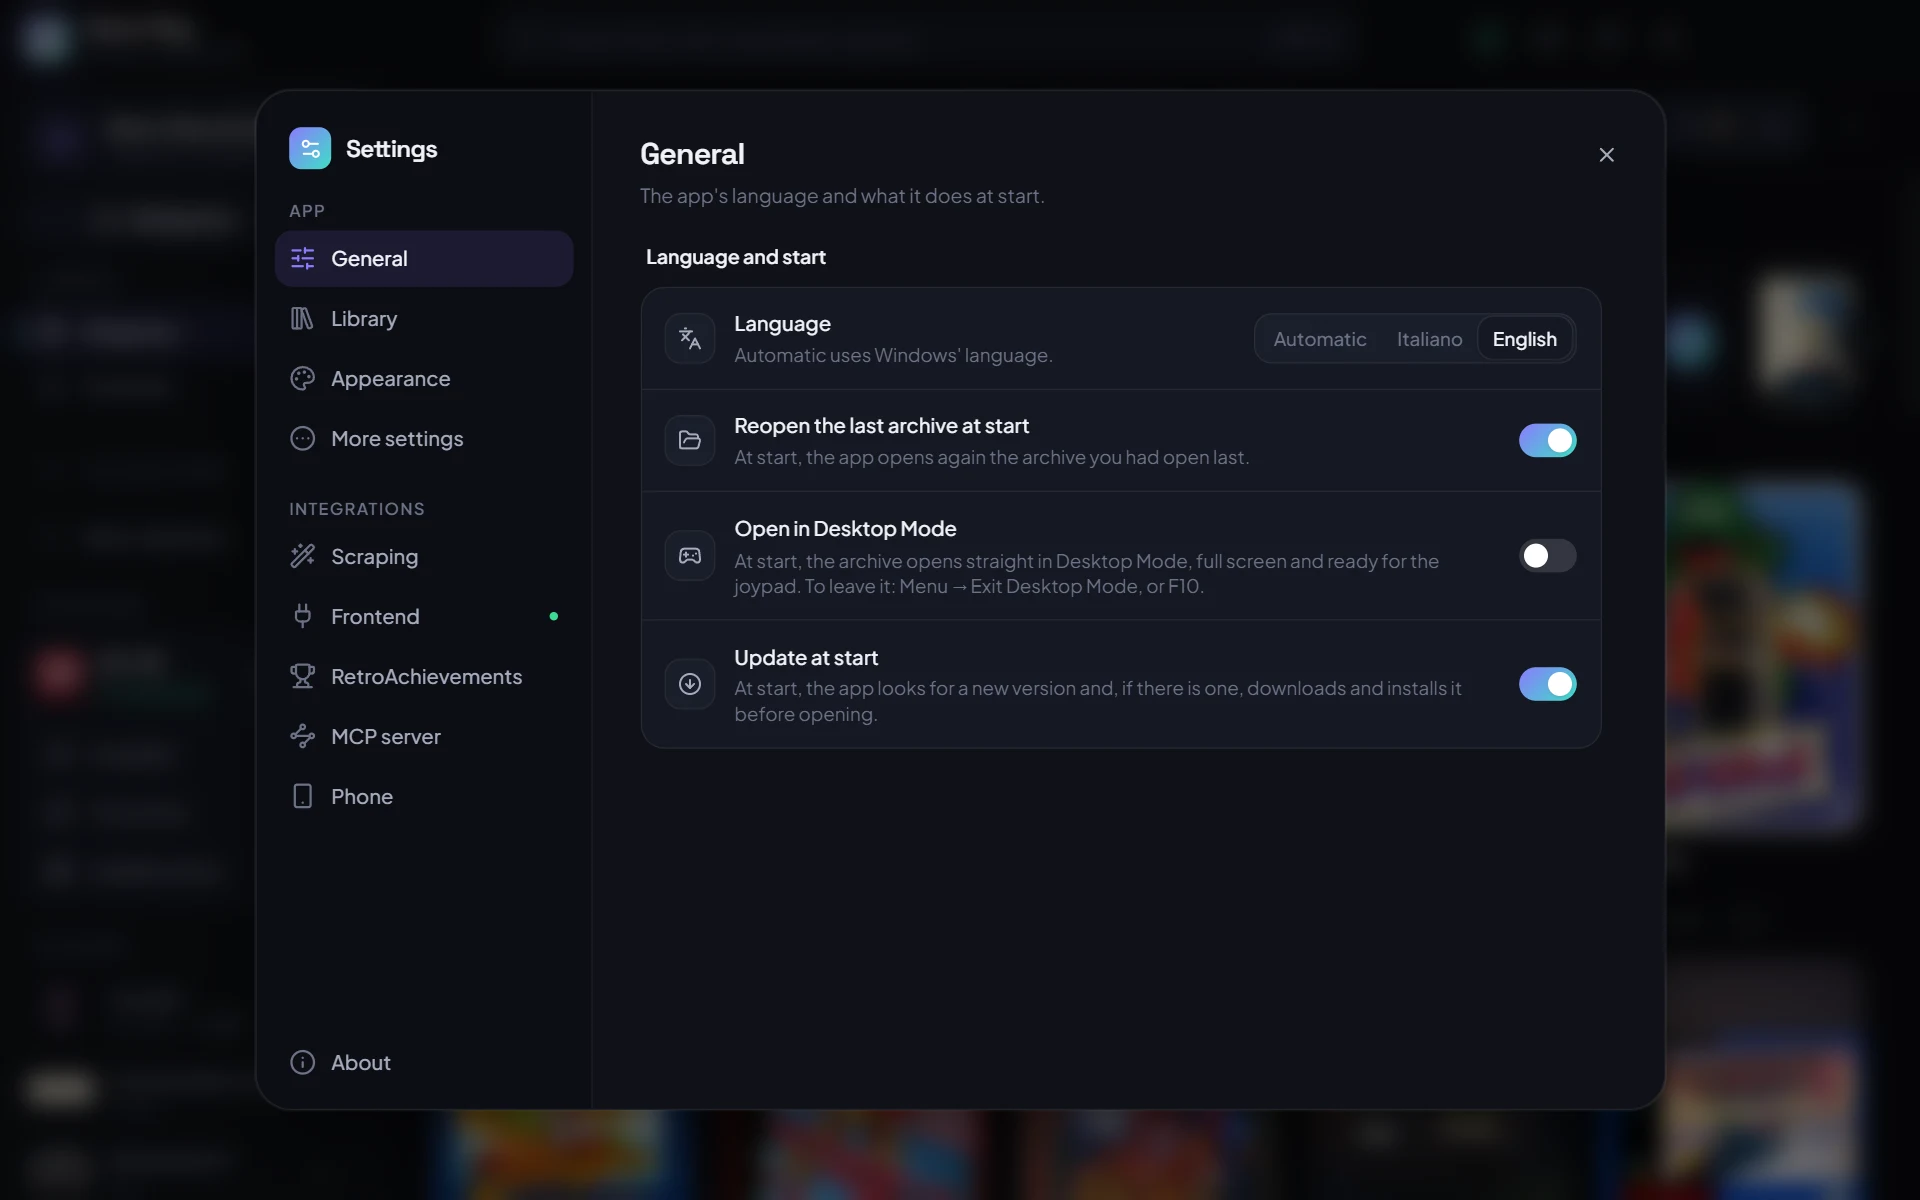 Settings
APP
General
Library
Appearance
More settings
INTEGRATIONS
Scraping
Frontend
RetroAchievements
MCP server
Phone
About
General
The app's language and what it does at start.
Language and start
Language
Automatic uses Windows' language.
Automatic Italiano English
Reopen the last archive at start
At start, the app opens again the archive you had open last.
Open in Desktop Mode
At start, the archive opens straight in Desktop Mode, full screen and ready for the
joypad. To leave it: Menu → Exit Desktop Mode, or F10.
Update at start
At start, the app looks for a new version and, if there is one, downloads and installs it
before opening.